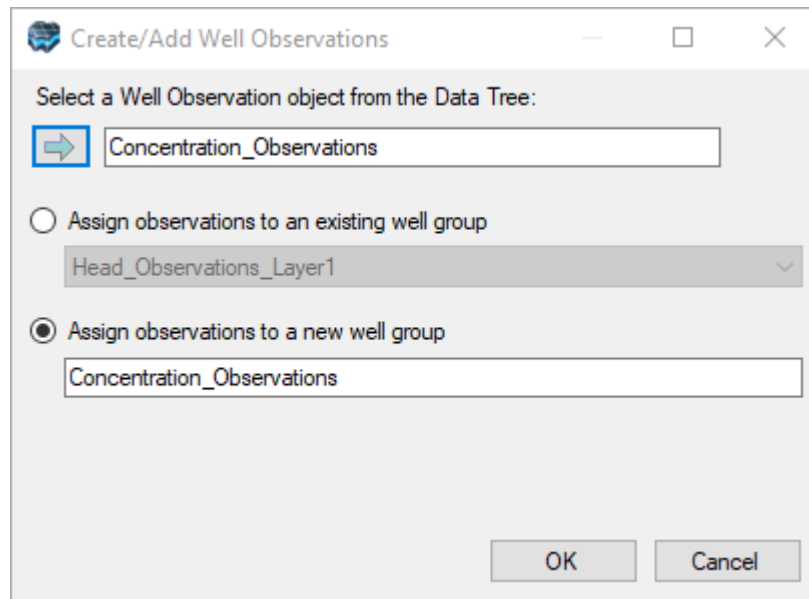 Create/Add Well Observations
Select a Well Observation object from the Data Tree:
Concentration_Observations
Assign observations to an existing well group
Head_Observations_Layer1
Assign observations to a new well group
Concentration_Observations
OK Cancel